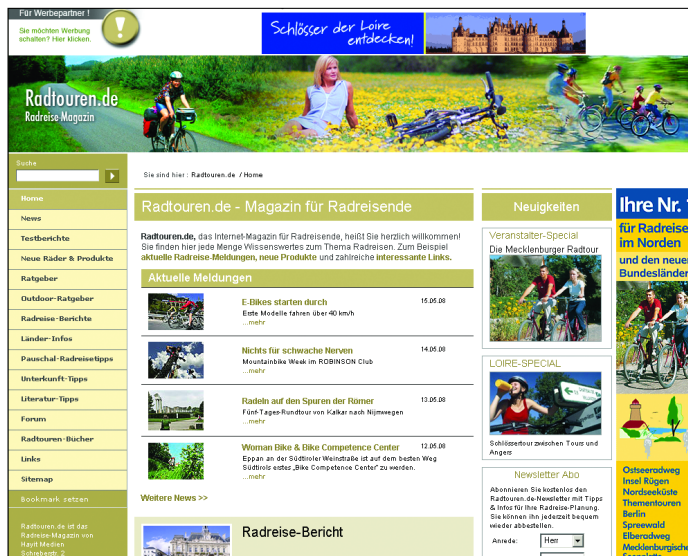 Für Werbepartner !
Sie möchten Werbung
schalten? Hier klicken.
Schlösser der Loire
entdecken!
Radtouren.de
Radreise-Magazin
Suche
Sie sind hier : Radtouren.de / Home
Home
News
Testberichte
Neue Räder & Produkte
Ratgeber
Outdoor-Ratgeber
Radreise-Berichte
Länder-Infos
Pauschal-Radreisetipps
Unterkunft-Tipps
Literatur-Tipps
Forum
Radtouren-Bücher
Links
Sitemap
Bookmark setzen
Radtouren.de ist das
Radreise-Magazin von
Hayit Medien
Sohreberstr. 2
Radtouren.de - Magazin für Radreisende
Radtouren.de, das Internet-Magazin für Radreisende, heißt Sie herzlich willkommen!
Sie finden hier jede Menge Wissenswertes zum Thema Radreisen. Zum Beispiel
aktuelle Radreise-Meldungen, neue Produkte und zahlreiche interessante Links.
Aktuelle Meldungen
E-Bikes starten durch 15.05.08
Erste Modelle fahren über 40 km/h
...mehr
Nichts für schwache Nerven 14.05.08
Mountainbike Week im ROBINSON Club
...mehr
Radeln auf den Spuren der Römer 13.05.08
Fünf-Tages-Rundtour von Kalkar nach Nijmwegen
...mehr
Woman Bike & Bike Competence Center 12.05.08
Eppan an der Südtiroler Weinstraße ist auf dem besten Weg
Südtirols erstes „Bike Competence Center" zu werden.
...mehr
Weitere News >>
Radreise-Bericht
Neuigkeiten
Veranstalter-Special
Die Mecklenburger Radtour
LOIRE-SPECIAL
Schlössertour zwischen Tours und
Angers
Newsletter Abo
Abonnieren Sie kostenlos den
Radtouren.de-Newsletter mit Tipps
& Infos für Ihre Radreise-Planung.
Sie können ihn jederzeit bequem
wieder abbestellen.
Anrede: Herr
Ihre Nr.
für Radreise
im Norden
und den neuen
Bundesländer
Ostseeradweg
Insel Rügen
Nordseeküste
Thementouren
Berlin
Spreewald
Elberadweg
Mecklenburgische